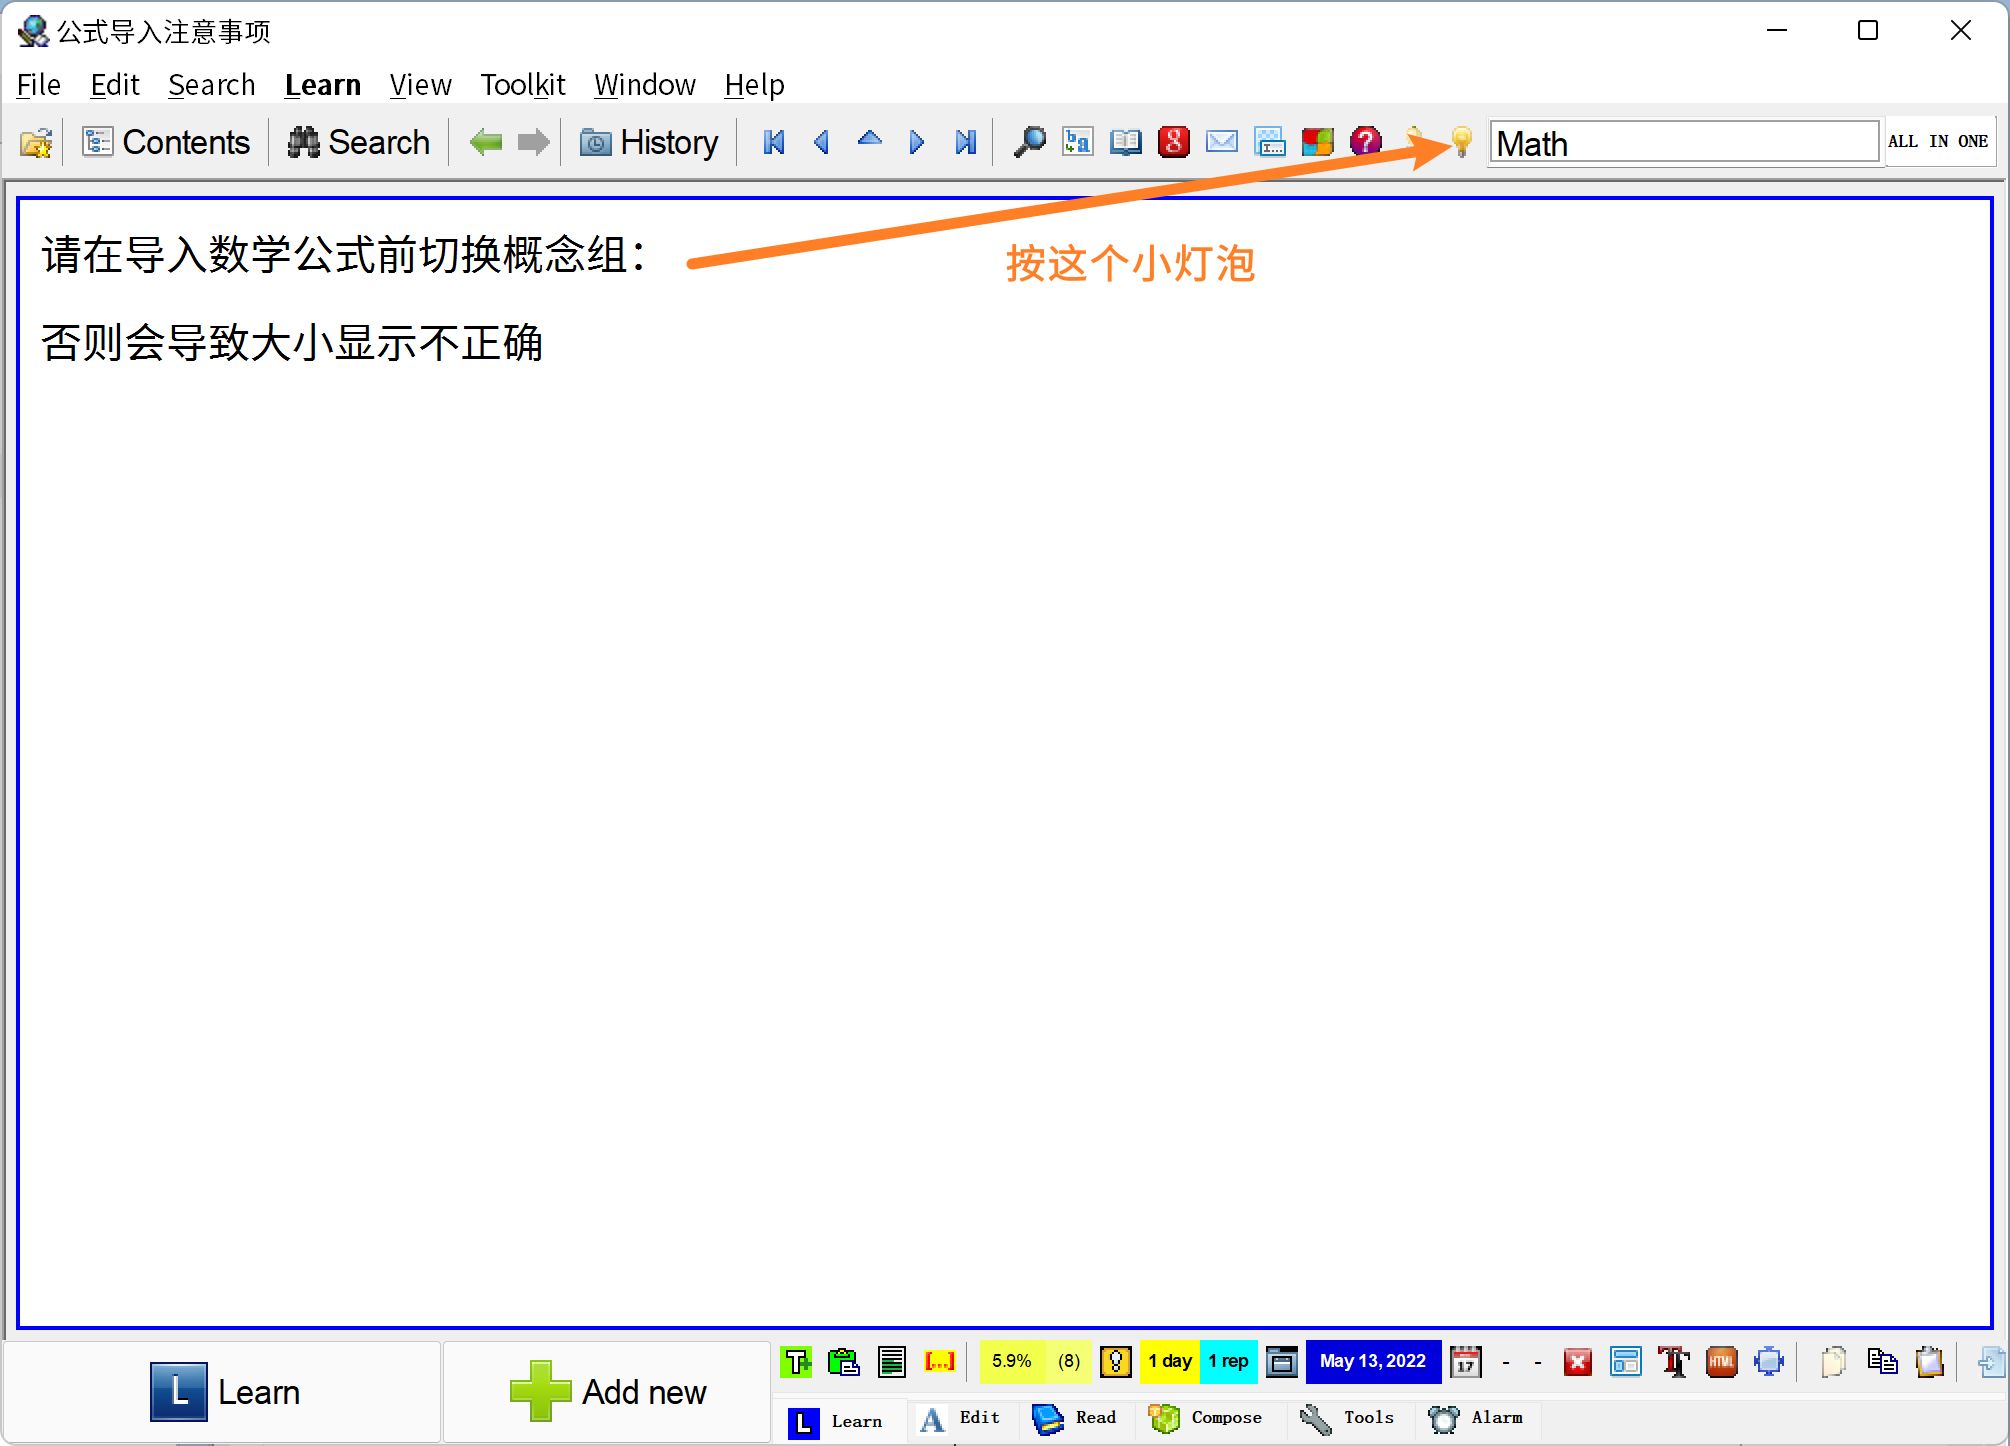 公式导入注意事项
File Edit Search Learn View Toolkit Window Help
Contents Search History 8 ? Math ALL IN ONE
请在导入数学公式前切换概念组：
按这个小灯泡
否则会导致大小显示不正确
L Learn Add new
T [...] 5.9% (8) 1 day 1 rep May 13, 2022 17 - - HTML
L Learn A Edit Read Compose Tools Alarm